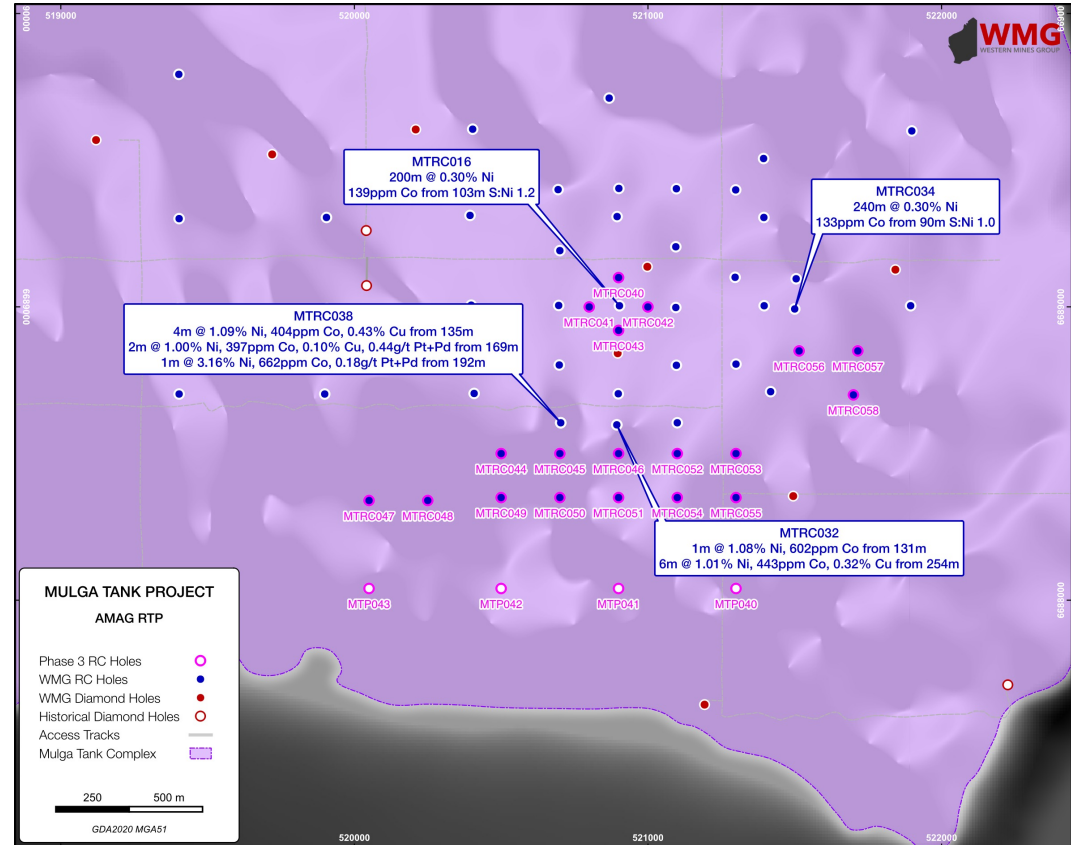 519000
520000
521000
522000
00006
66900
WMG
WESTERN MINES GROUP
MTRC016
200m @ 0.30% Ni
139ppm Co from 103m S:Ni 1.2
MTRC034
240m @ 0.30% Ni
133ppm Co from 90m S:Ni 1.0
MTRC040
6689000
MTRC041
MTRC042
6689000
MTRC038
4m @ 1.09% Ni, 404ppm Co, 0.43% Cu from 135m
2m @ 1.00% Ni, 397ppm Co, 0.10% Cu, 0.44g/t Pt+Pd from 169m
1m @ 3.16% Ni, 662ppm Co, 0.18g/t Pt+Pd from 192m
MTRC043
MTRC056
MTRC057
MTRC058
MTRC044
MTRC045
MTRC046
MTRC052
MTRC053
MTRC047
MTRC048
MTRC049
MTRC050
MTRC051
MTRC054
MTRC055
MTRC032
1m @ 1.08% Ni, 602ppm Co from 131m
6m @ 1.01% Ni, 443ppm Co, 0.32% Cu from 254m
MTP043
MTP042
MTP041
MTP040
6688000
MULGA TANK PROJECT
AMAG RTP
Phase 3 RC Holes
WMG RC Holes
WMG Diamond Holes
Historical Diamond Holes
Access Tracks
Mulga Tank Complex
250
500 m
GDA2020 MGA51
520000
521000
522000